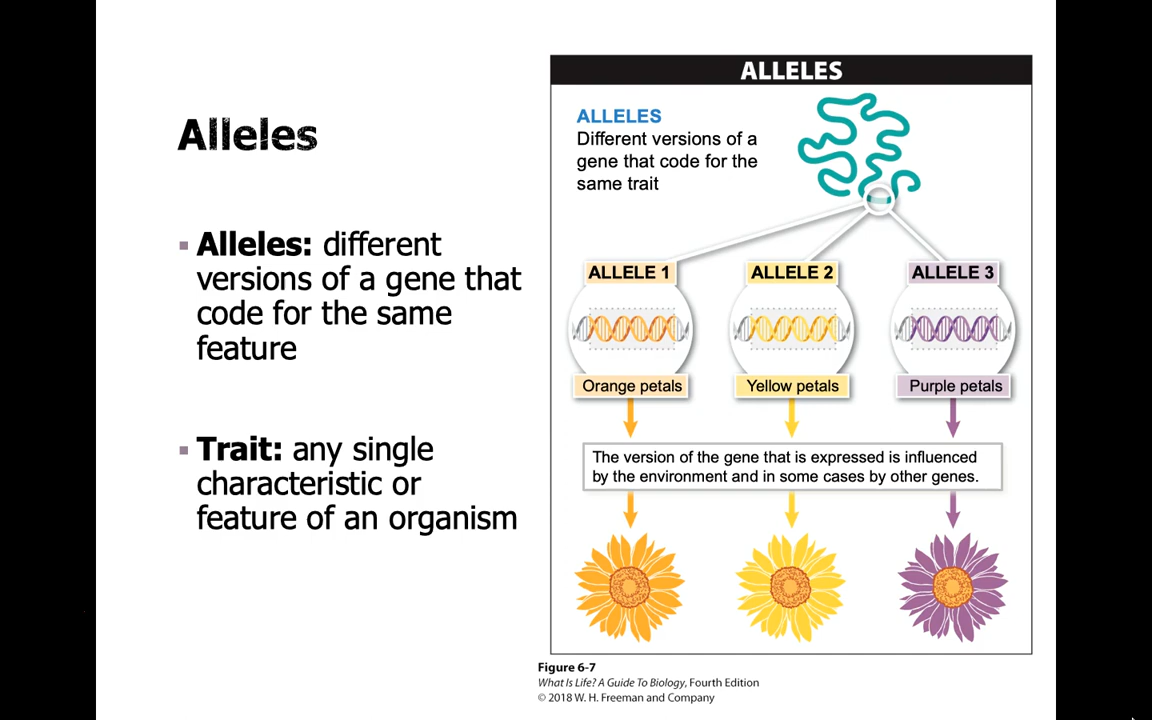 Alleles
▪ Alleles: different
versions of a gene that
code for the same
feature
▪ Trait: any single
characteristic or
feature of an organism
ALLELES
ALLELES
Different versions of a
gene that code for the
same trait
ALLELE 1
ALLELE 2
ALLELE 3
Orange petals
Yellow petals
Purple petals
The version of the gene that is expressed is influenced
by the environment and in some cases by other genes.
Figure 6-7
What Is Life? A Guide To Biology, Fourth Edition
© 2018 W. H. Freeman and Company